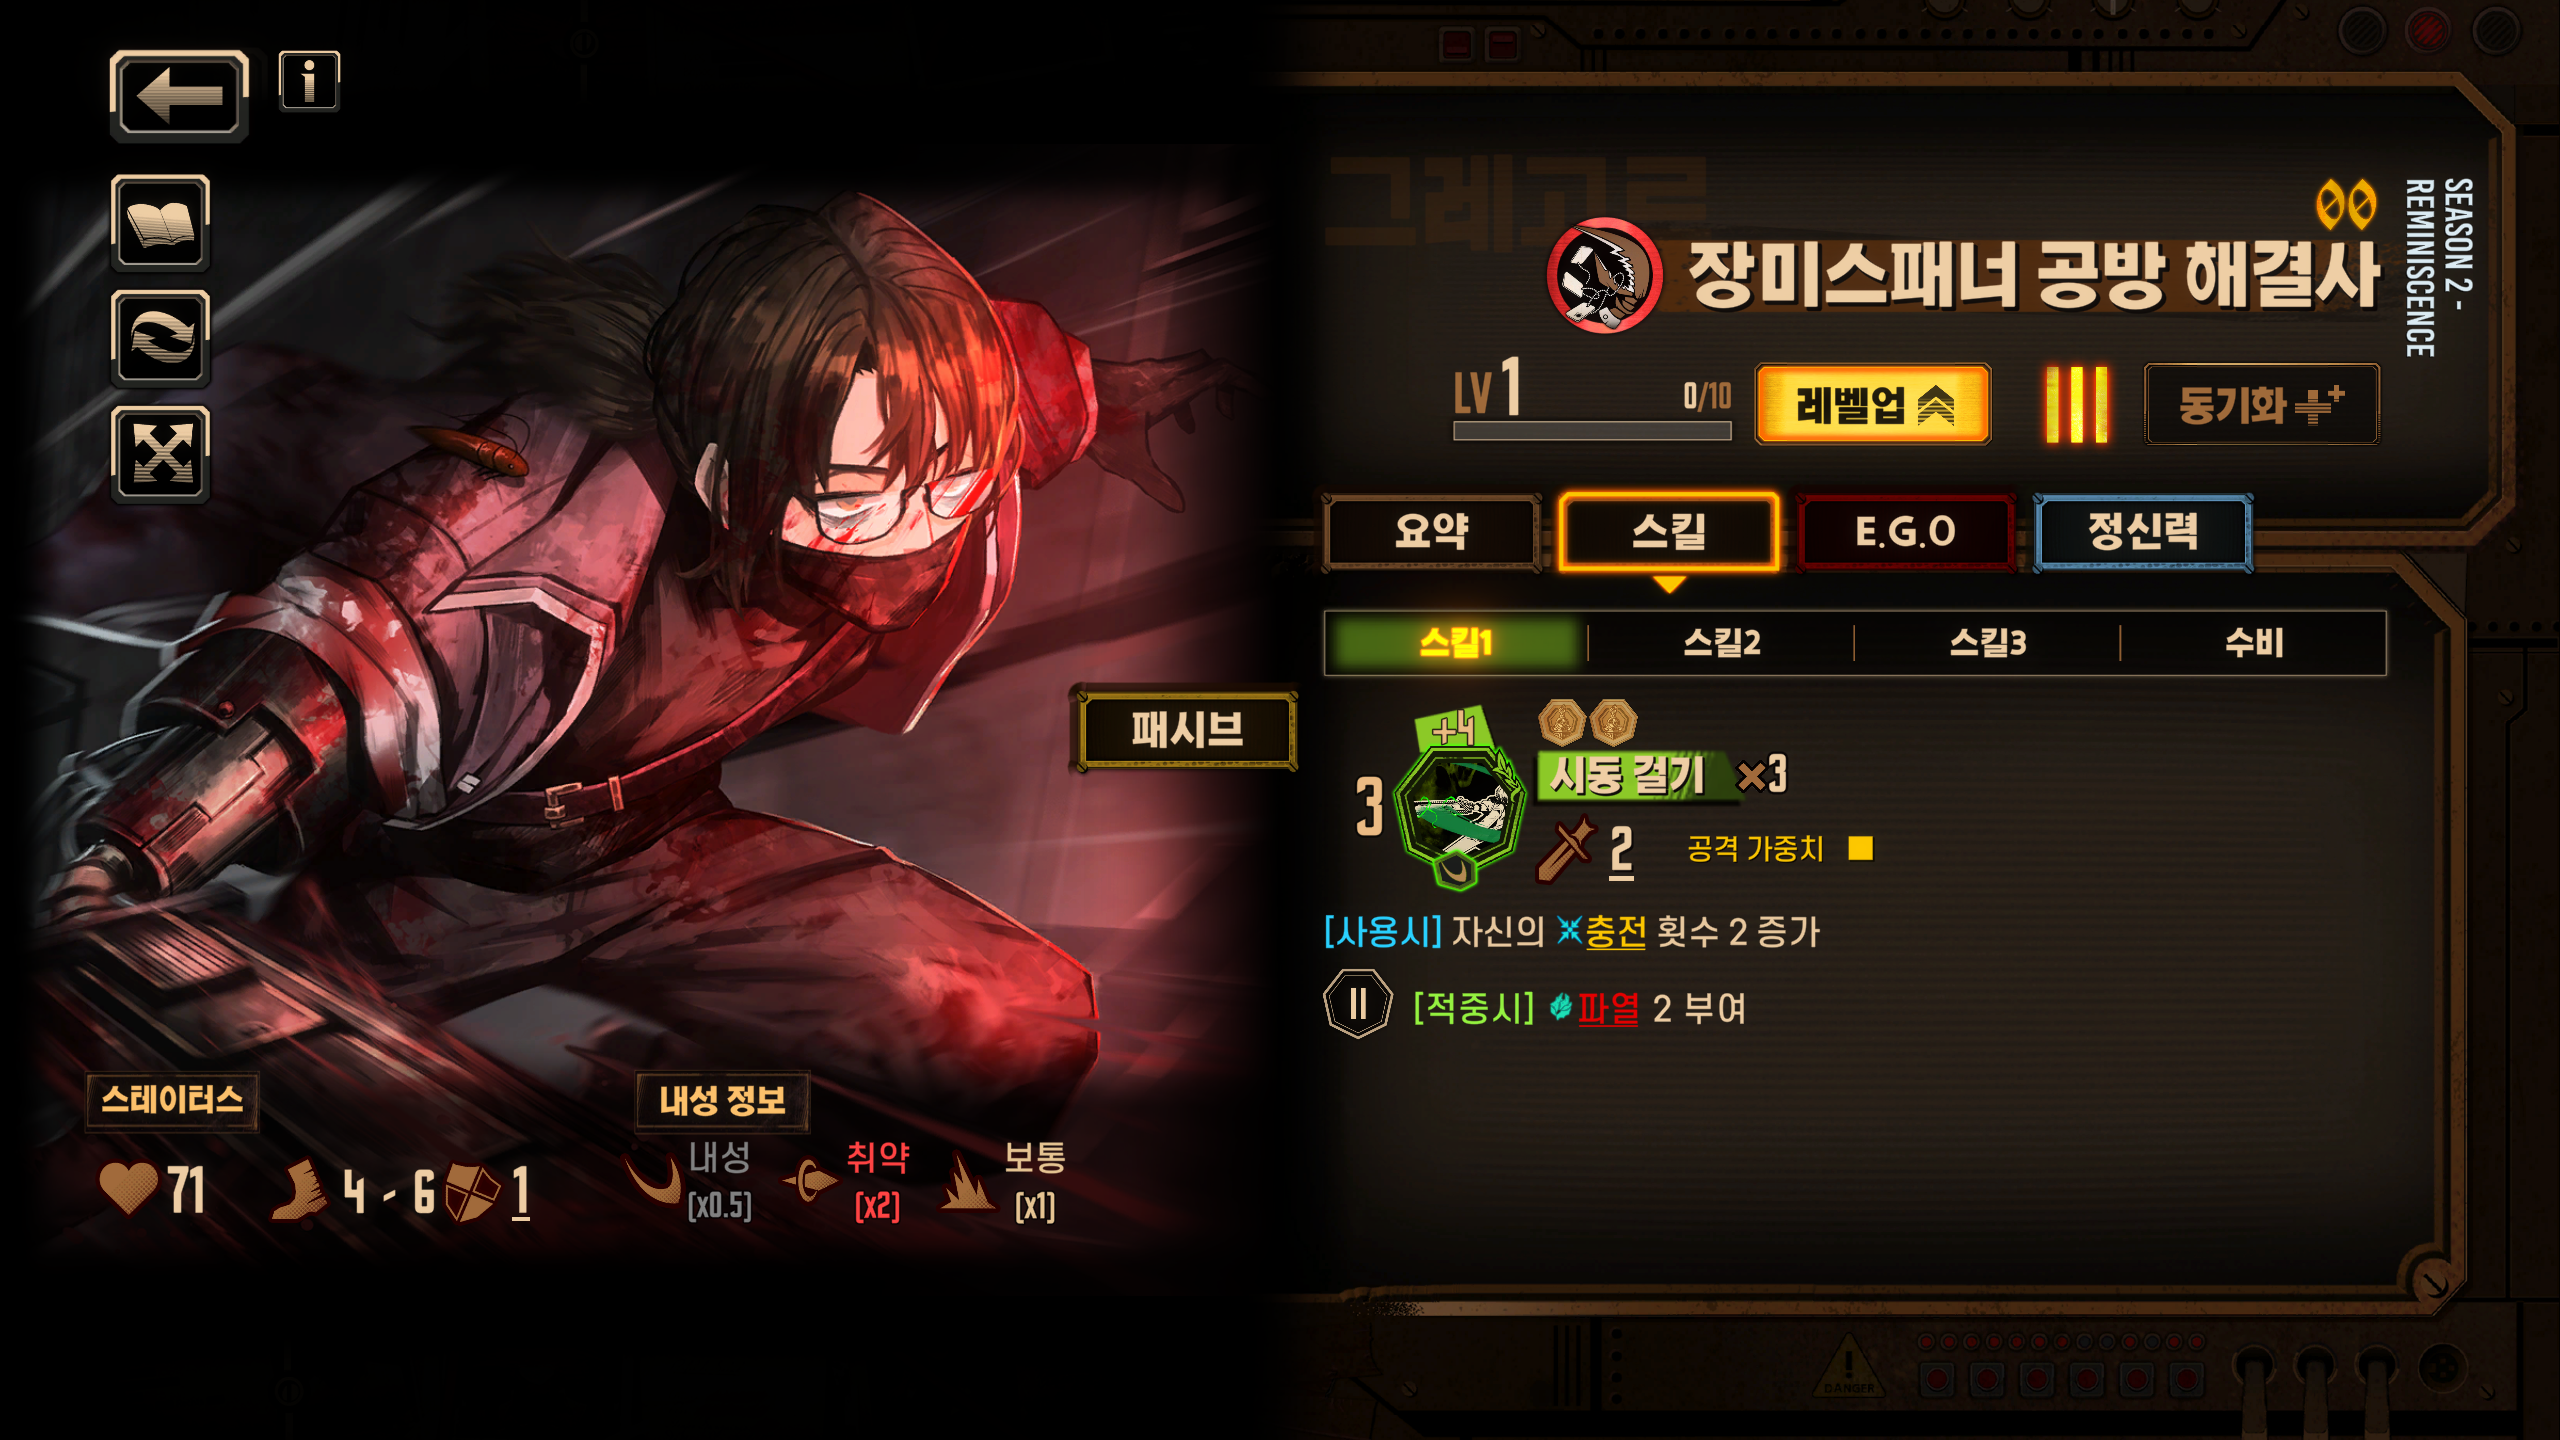 그레고르
장미스패너 공방 해결사
SEASON 2 -
REMINISCENCE
LV 1
0/10
레벨업
동기화
요약
스킬
E.G.O
정신력
스킬1
스킬2
스킬3
수비
패시브
+4
3
시동 걸기 ×3
2
공격 가중치
[사용시] 자신의 충전 횟수 2 증가
II [적중시] 파열 2 부여
스테이터스
71
4 - 6
1
내성 정보
내성
[x0.5]
취약
[x2]
보통
[x1]
DANGER